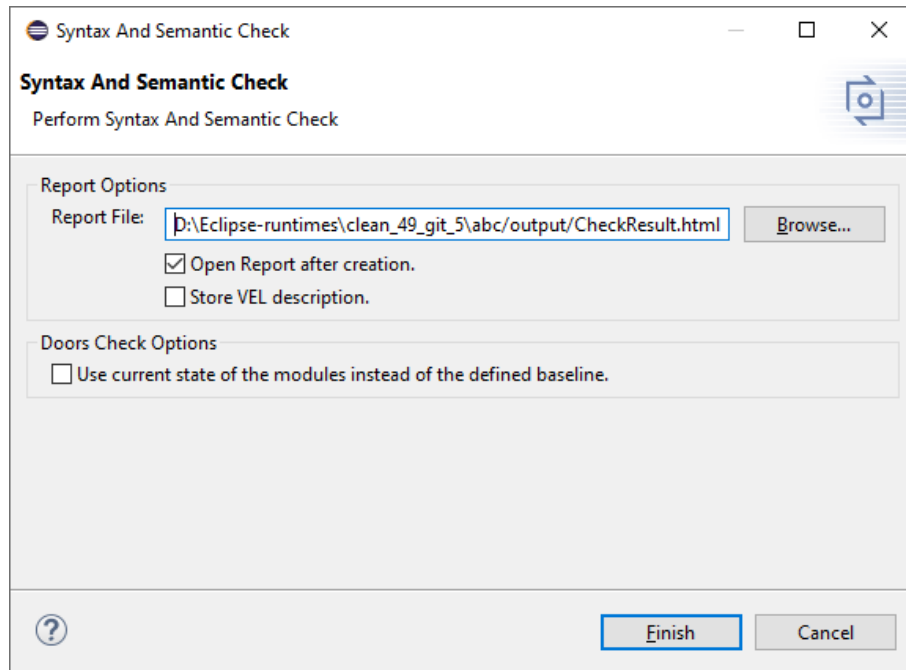 Syntax And Semantic Check
Syntax And Semantic Check
Perform Syntax And Semantic Check
Report Options
Report File: D:\Eclipse-runtimes\clean_49_git_5\abc/output/CheckResult.html Browse...
Open Report after creation.
Store VEL description.
Doors Check Options
Use current state of the modules instead of the defined baseline.
? Finish Cancel